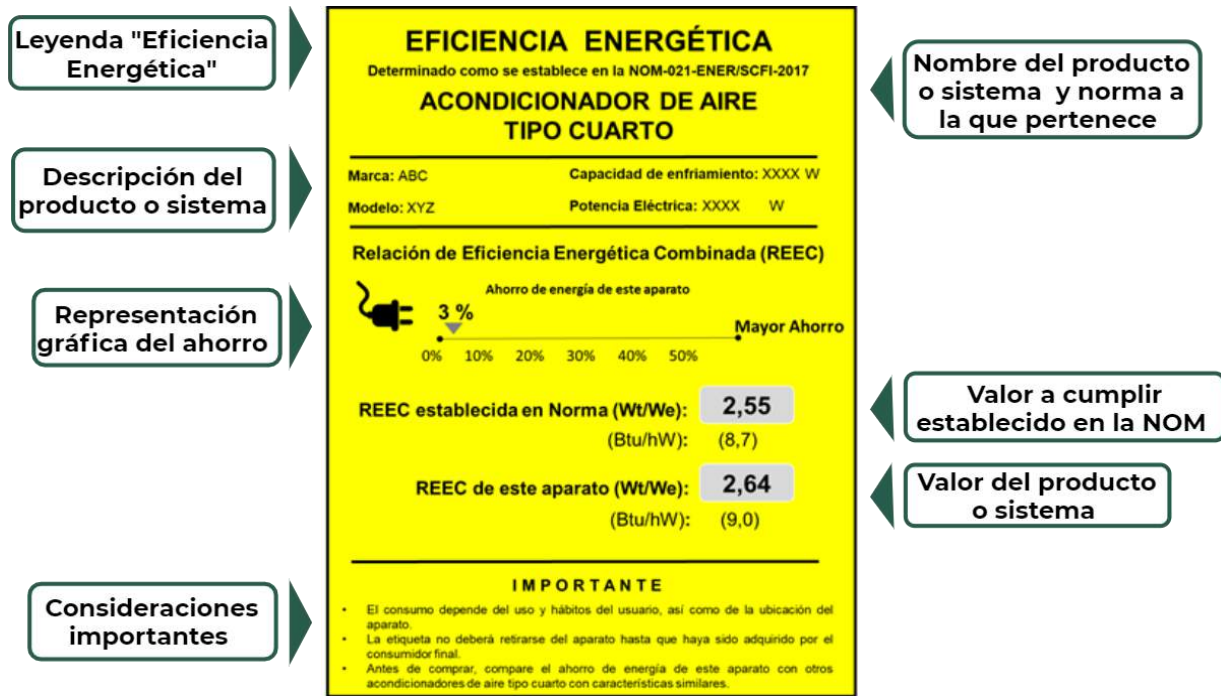 Leyenda "Eficiencia
Energética"
Descripción del
producto o sistema
Representación
gráfica del ahorro
Consideraciones
importantes
EFICIENCIA ENERGÉTICA
Determinado como se establece en la NOM-021-ENER/SCFI-2017
ACONDICIONADOR DE AIRE
TIPO CUARTO
Marca: ABC Capacidad de enfriamiento: XXXX W
Modelo: XYZ Potencia Eléctrica: XXXX W
Relación de Eficiencia Energética Combinada (REEC)
Ahorro de energía de este aparato
3 %
Mayor Ahorro
0% 10% 20% 30% 40% 50%
REEC establecida en Norma (Wt/We): 2,55
(Btu/hW): (8,7)
REEC de este aparato (Wt/We): 2,64
(Btu/hW): (9,0)
IMPORTANTE
• El consumo depende del uso y hábitos del usuario, así como de la ubicación del
aparato.
• La etiqueta no deberá retirarse del aparato hasta que haya sido adquirido por el
consumidor final.
• Antes de comprar, compare el ahorro de energía de este aparato con otros
acondicionadores de aire tipo cuarto con características similares.
Nombre del producto
o sistema y norma a
la que pertenece
Valor a cumplir
establecido en la NOM
Valor del producto
o sistema